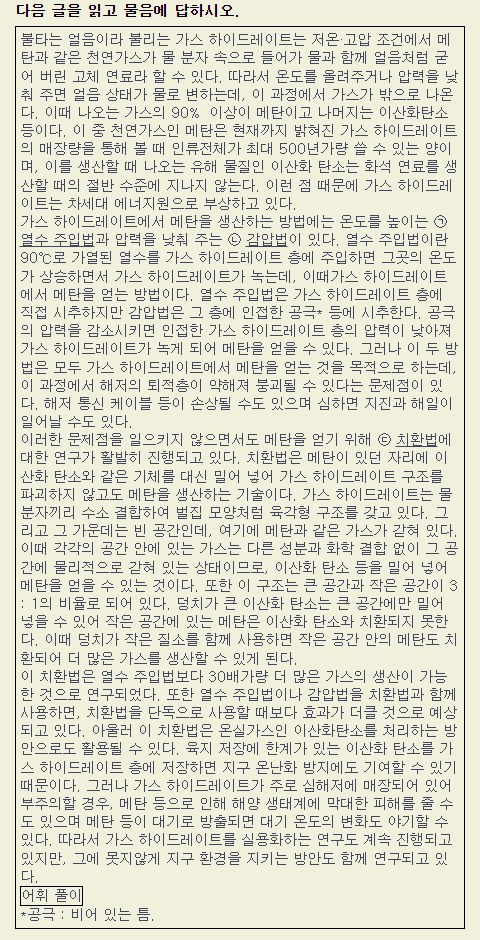 다음 글을 읽고 물음에 답하시오.
불타는 얼음이라 불리는 가스 하이드레이트는 저온·고압 조건에서 메
탄과 같은 천연가스가 물 분자 속으로 들어가 물과 함께 얼음처럼 굳
어 버린 고체 연료라 할 수 있다. 따라서 온도를 올려주거나 압력을 낮
춰 주면 얼음 상태가 물로 변하는데, 이 과정에서 가스가 밖으로 나온
다. 이때 나오는 가스의 90% 이상이 메탄이고 나머지는 이산화탄소
등이다. 이 중 천연가스인 메탄은 현재까지 밝혀진 가스 하이드레이트
의 매장량을 통해 볼 때 인류전체가 최대 500년가량 쓸 수 있는 양이
며, 이를 생산할 때 나오는 유해 물질인 이산화 탄소는 화석 연료를 생
산할 때의 절반 수준에 지나지 않는다. 이런 점 때문에 가스 하이드레이
트는 차세대 에너지원으로 부상하고 있다.
가스 하이드레이트에서 메탄을 생산하는 방법에는 온도를 높이는 ㉠
열수 주입법과 압력을 낮춰 주는 ㉡ 감압법이 있다. 열수 주입법이란
90℃로 가열된 열수를 가스 하이드레이트 층에 주입하면 그곳의 온도
가 상승하면서 가스 하이드레이트가 녹는데, 이때가스 하이드레이트
에서 메탄을 얻는 방법이다. 열수 주입법은 가스 하이드레이트 층에
직접 시추하지만 감압법은 그 층에 인접한 공극* 등에 시추한다. 공극
의 압력을 감소시키면 인접한 가스 하이드레이트 층의 압력이 낮아져
가스 하이드레이트가 녹게 되어 메탄을 얻을 수 있다. 그러나 이 두 방
법은 모두 가스 하이드레이트에서 메탄을 얻는 것을 목적으로 하는데,
이 과정에서 해저의 퇴적층이 약해져 붕괴될 수 있다는 문제점이 있
다. 해저 통신 케이블 등이 손상될 수도 있으며 심하면 지진과 해일이
일어날 수도 있다.
이러한 문제점을 일으키지 않으면서도 메탄을 얻기 위해 ㉢ 치환법에
대한 연구가 활발히 진행되고 있다. 치환법은 메탄이 있던 자리에 이
산화 탄소와 같은 기체를 대신 밀어 넣어 가스 하이드레이트 구조를
파괴하지 않고도 메탄을 생산하는 기술이다. 가스 하이드레이트는 물
분자끼리 수소 결합하여 벌집 모양처럼 육각형 구조를 갖고 있다. 그
리고 그 가운데는 빈 공간인데, 여기에 메탄과 같은 가스가 갇혀 있다.
이때 각각의 공간 안에 있는 가스는 다른 성분과 화학 결합 없이 그 공
간에 물리적으로 갇혀 있는 상태이므로, 이산화 탄소 등을 밀어 넣어
메탄을 얻을 수 있는 것이다. 또한 이 구조는 큰 공간과 작은 공간이 3
: 1의 비율로 되어 있다. 덩치가 큰 이산화 탄소는 큰 공간에만 밀어
넣을 수 있어 작은 공간에 있는 메탄은 이산화 탄소와 치환되지 못한
다. 이때 덩치가 작은 질소를 함께 사용하면 작은 공간 안의 메탄도 치
환되어 더 많은 가스를 생산할 수 있게 된다.
이 치환법은 열수 주입법보다 30배가량 더 많은 가스의 생산이 가능
한 것으로 연구되었다. 또한 열수 주입법이나 감압법을 치환법과 함께
사용하면, 치환법을 단독으로 사용할 때보다 효과가 더클 것으로 예상
되고 있다. 아울러 이 치환법은 온실가스인 이산화탄소를 처리하는 방
안으로도 활용될 수 있다. 육지 저장에 한계가 있는 이산화 탄소를 가
스 하이드레이트 층에 저장하면 지구 온난화 방지에도 기여할 수 있기
때문이다. 그러나 가스 하이드레이트가 주로 심해저에 매장되어 있어
부주의할 경우, 메탄 등으로 인해 해양 생태계에 막대한 피해를 줄 수
도 있으며 메탄 등이 대기로 방출되면 대기 온도의 변화도 야기할 수
있다. 따라서 가스 하이드레이트를 실용화하는 연구도 계속 진행되고
있지만, 그에 못지않게 지구 환경을 지키는 방안도 함께 연구되고 있
다.
어휘 풀이
*공극 : 비어 있는 틈.